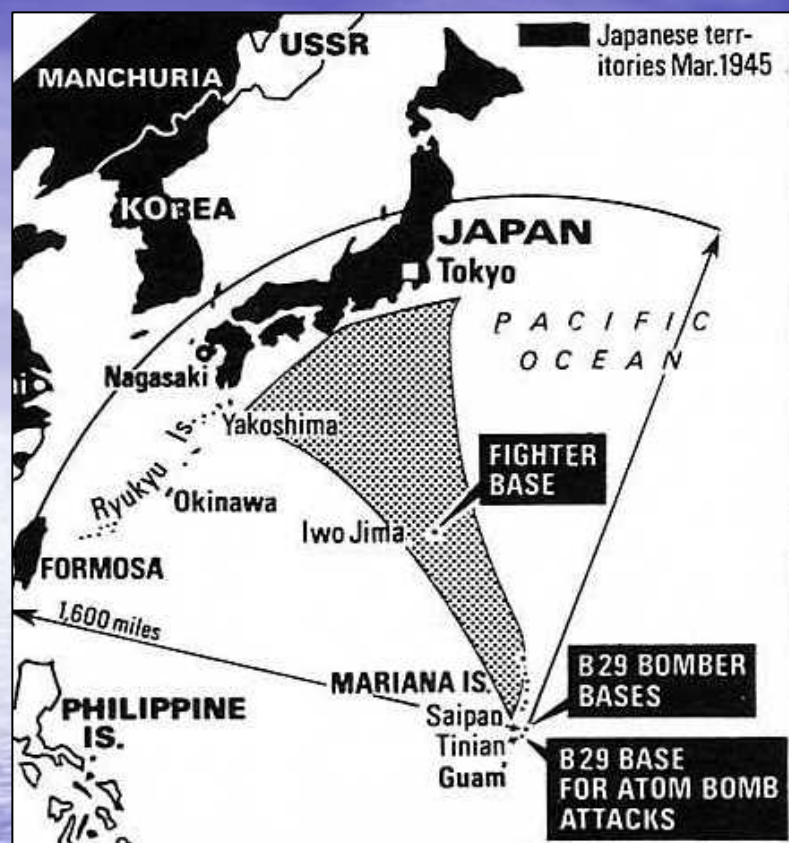 USSR
Japanese terr-
itories Mar.1945
MANCHURIA
KOREA
JAPAN
Tokyo
PACIFIC
OCEAN
Nagasaki
Yakoshima
Ryukyu Is.
Okinawa
FIGHTER
BASE
Iwo Jima
FORMOSA
1,600 miles
MARIANA IS.
Saipan
Tinian
Guam
B29 BOMBER
BASES
B29 BASE
FOR ATOM BOMB
ATTACKS
PHILIPPINE
IS.